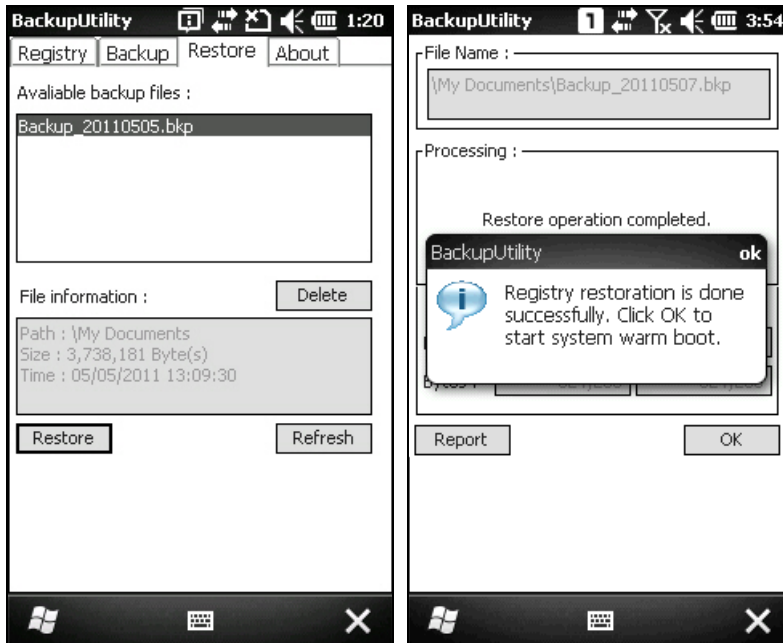 BackupUtility 1:20
Registry Backup Restore About
Avaliable backup files :
Backup_20110505.bkp
File information : Delete
Path : \My Documents
Size : 3,738,181 Byte(s)
Time : 05/05/2011 13:09:30
Restore Refresh
BackupUtility 1 3:54
File Name :
\My Documents\Backup_20110507.bkp
Processing :
Restore operation completed.
BackupUtility ok
Registry restoration is done
successfully. Click OK to
start system warm boot.
Bytes :
Report OK